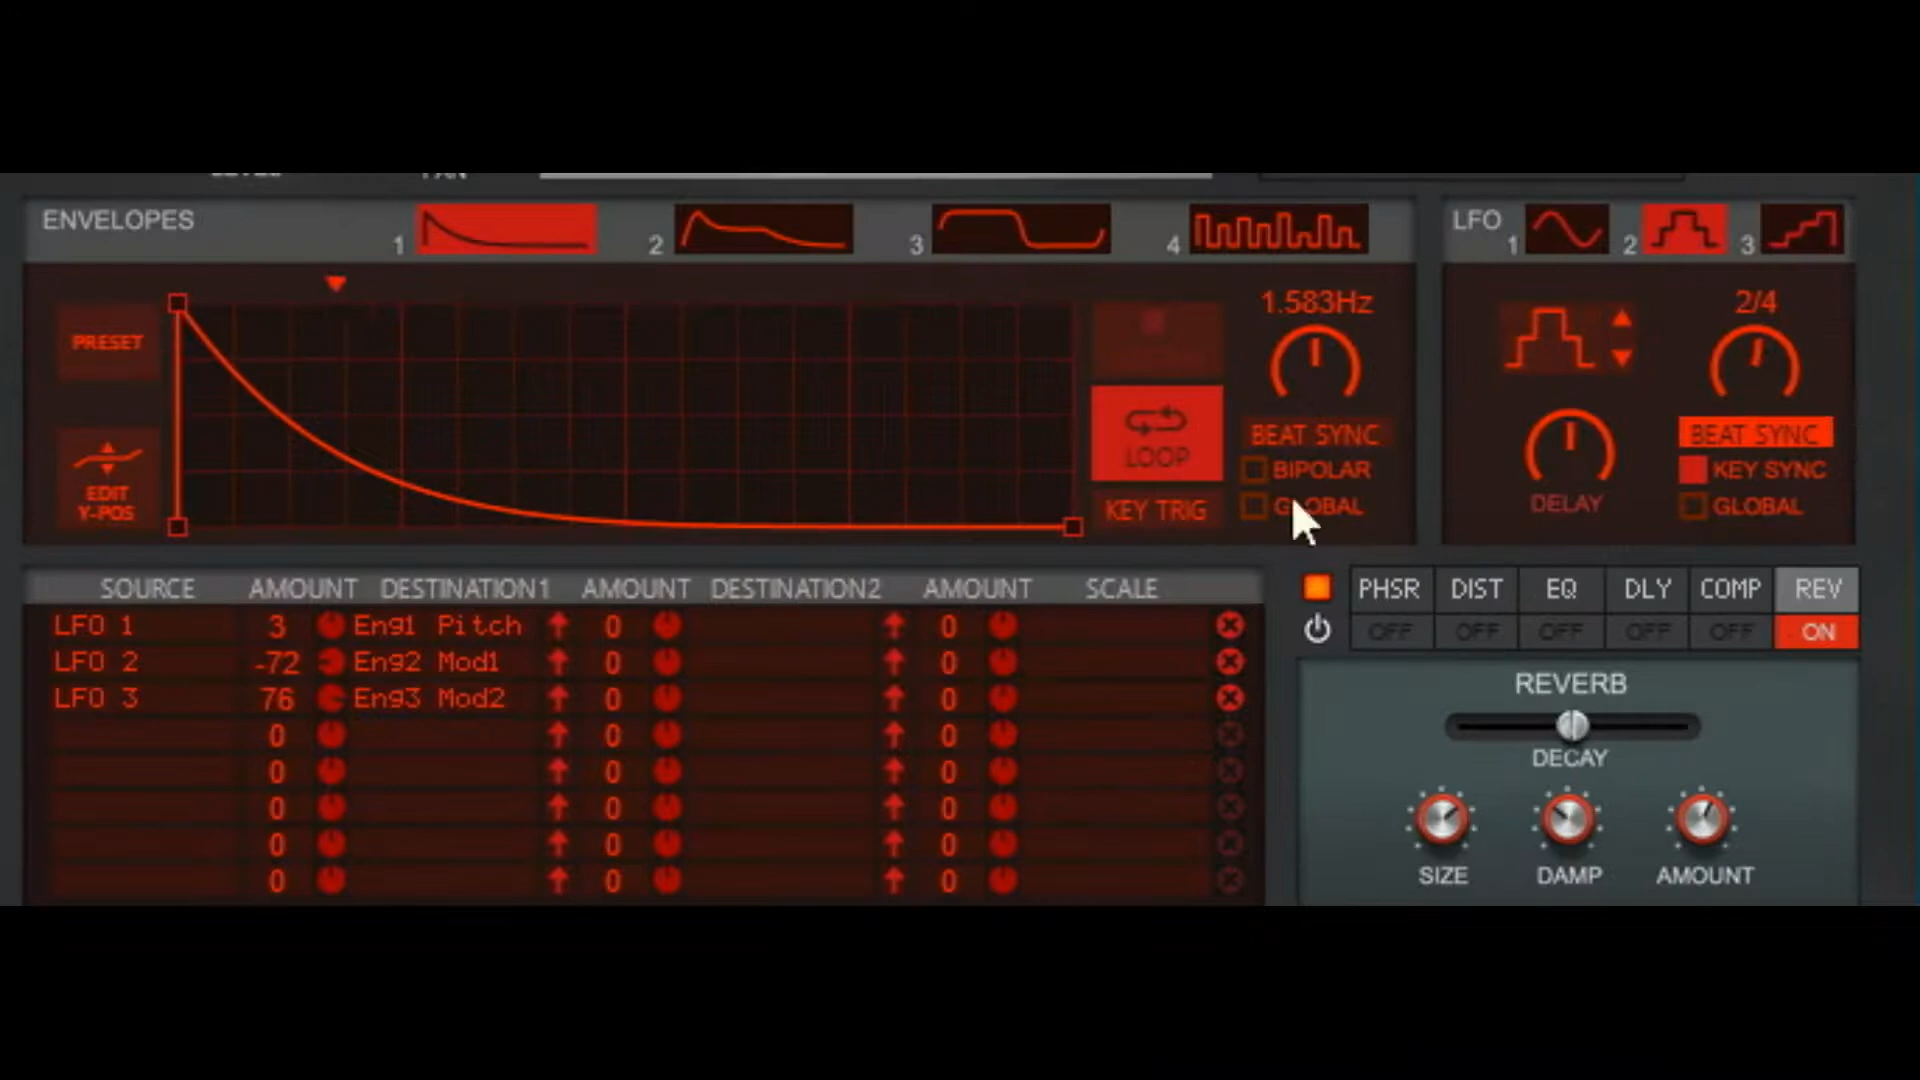 PAN
ENVELOPES 1 2 3 4
LFO 1 2 3
PRESET
EDIT
Y-POS
LOOP
KEY TRIG
1.583Hz
BEAT SYNC
BIPOLAR
GLOBAL
2/4
DELAY
BEAT SYNC
KEY SYNC
GLOBAL
SOURCE AMOUNT DESTINATION1 AMOUNT DESTINATION2 AMOUNT SCALE
LFO 1 3 Eng1 Pitch 0 0
LFO 2 -72 Eng2 Mod1 0 0
LFO 3 76 Eng3 Mod2 0 0
0 0 0
0 0 0
0 0 0
0 0 0
0 0 0
PHSR DIST EQ DLY COMP REV
OFF OFF OFF OFF OFF ON
REVERB
DECAY
SIZE DAMP AMOUNT